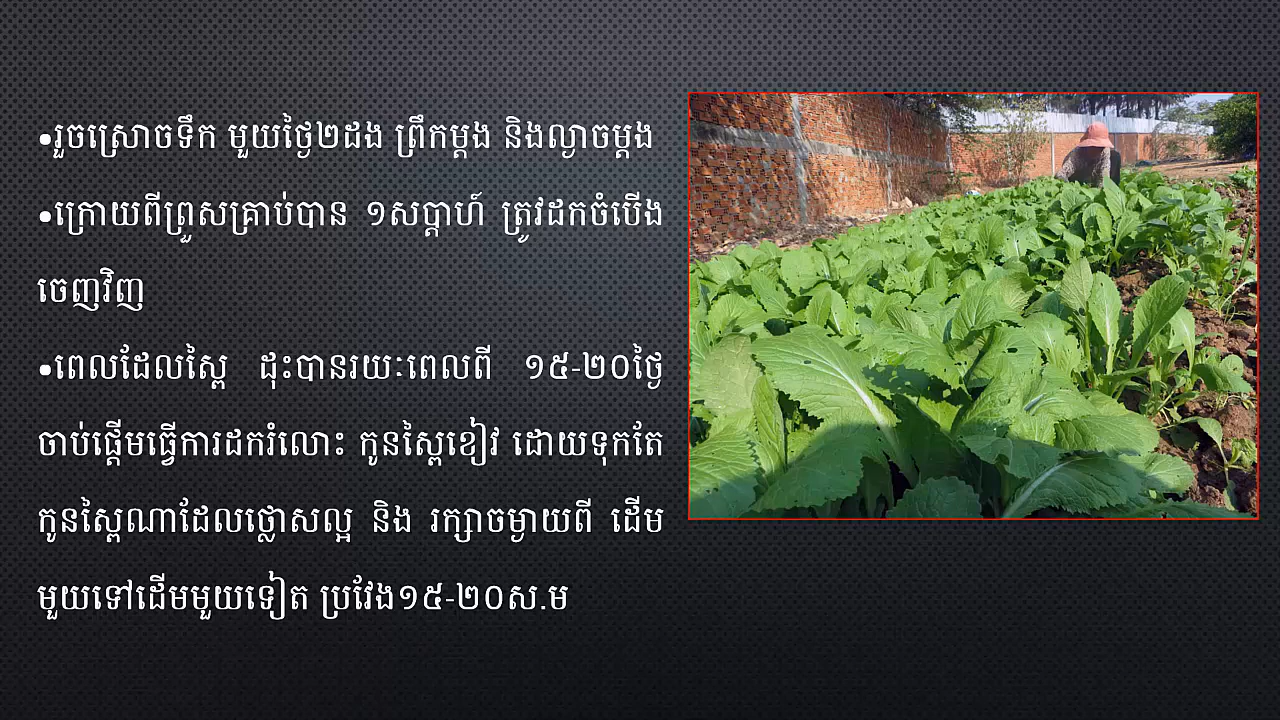 •រួចស្រោចទឹក មួយថ្ងៃ២ដង ព្រឹកម្តង និងល្ងាចម្តង
•ក្រោយពីព្រួសគ្រាប់បាន ១សប្តាហ៍ ត្រូវដកចំបើង
ចេញវិញ
•ពេលដែលស្ពៃ ដុះបានរយៈពេលពី ១៥-២០ថ្ងៃ
ចាប់ផ្តើមធ្វើការដករំលោះ កូនស្ពៃខៀវ ដោយទុកតែ
កូនស្ពៃណាដែលថ្លោសល្អ និង រក្សាចម្ងាយពី ដើម
មួយទៅដើមមួយទៀត ប្រវែង១៥-២០ស.ម